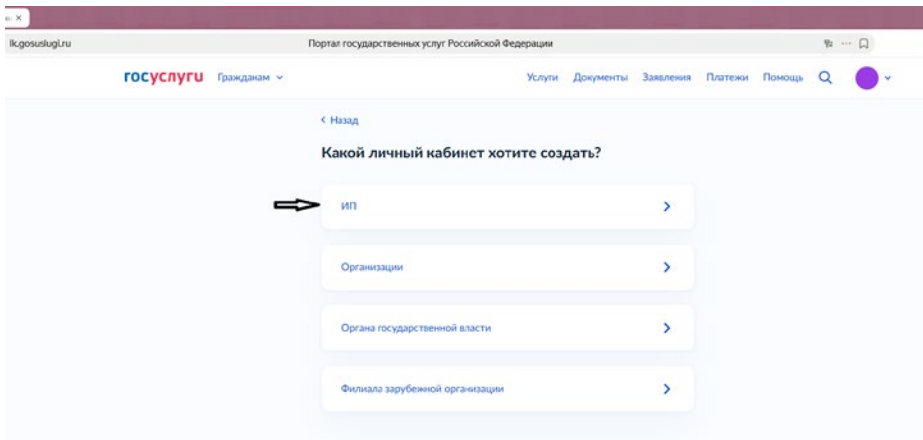 lk.gosuslugi.ru Портал государственных услуг Российской Федерации
госуслуги Гражданам Услуги Документы Заявления Платежи Помощь
Назад
Какой личный кабинет хотите создать?
ИП
Организации
Органа государственной власти
Филиала зарубежной организации